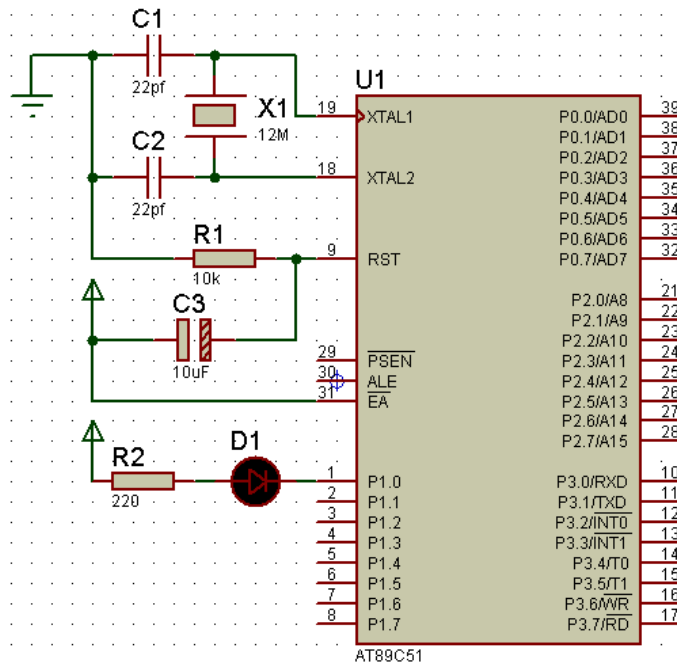 C1
22pf
X1
12M
C2
22pf
R1
10k
C3
10uF
R2
220
D1
U1
19 XTAL1 P0.0/AD0 39
P0.1/AD1 38
P0.2/AD2 37
18 XTAL2 P0.3/AD3 36
P0.4/AD4 35
P0.5/AD5 34
P0.6/AD6 33
9 RST P0.7/AD7 32
P2.0/A8 21
P2.1/A9 22
P2.2/A10 23
29 PSEN P2.3/A11 24
30 ALE P2.4/A12 25
31 EA P2.5/A13 26
P2.6/A14 27
P2.7/A15 28
1 P1.0 P3.0/RXD 10
2 P1.1 P3.1/TXD 11
3 P1.2 P3.2/INT0 12
4 P1.3 P3.3/INT1 13
5 P1.4 P3.4/T0 14
6 P1.5 P3.5/T1 15
7 P1.6 P3.6/WR 16
8 P1.7 P3.7/RD 17
AT89C51